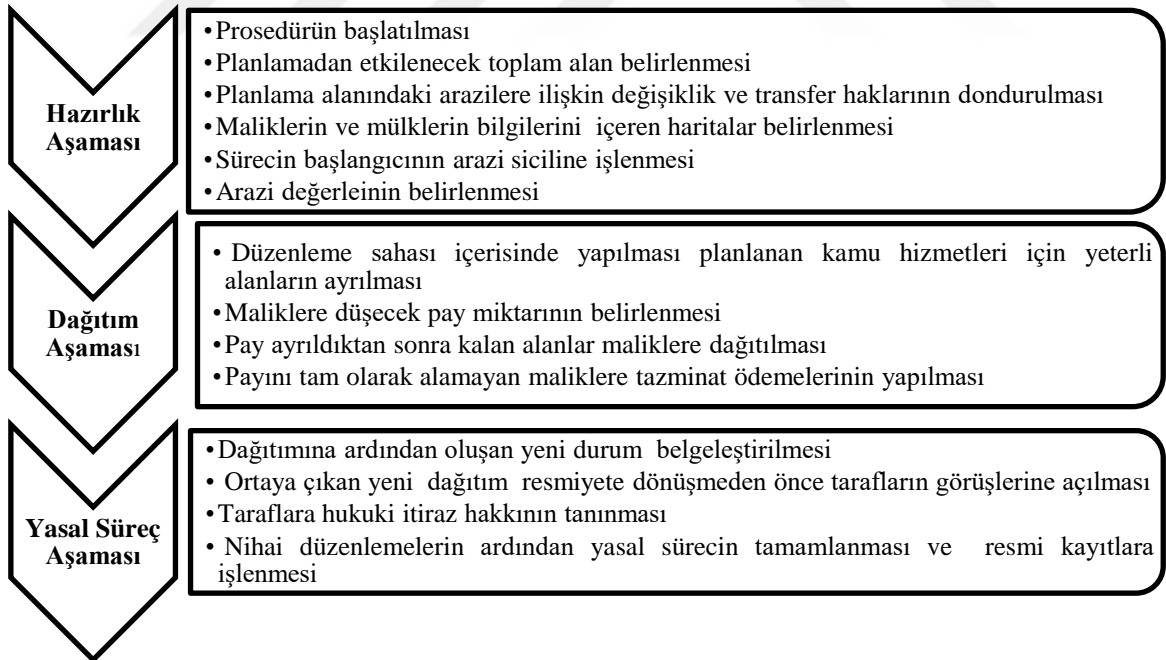 Hazırlık
Aşaması
•Prosedürün başlatılması
•Planlamadan etkilenecek toplam alan belirlenmesi
•Planlama alanındaki arazilere ilişkin değişiklik ve transfer haklarının dondurulması
•Maliklerin ve mülklerin bilgilerini içeren haritalar belirlenmesi
•Sürecin başlangıcının arazi siciline işlenmesi
•Arazi değerleinin belirlenmesi
Dağıtım
Aşaması
• Düzenleme sahası içerisinde yapılması planlanan kamu hizmetleri için yeterli
alanların ayrılması
•Maliklere düşecek pay miktarının belirlenmesi
•Pay ayrıldıktan sonra kalan alanlar maliklere dağıtılması
•Payını tam olarak alamayan maliklere tazminat ödemelerinin yapılması
Yasal Süreç
Aşaması
•Dağıtımına ardından oluşan yeni durum belgeleştirilmesi
• Ortaya çıkan yeni dağıtım resmiyete dönüşmeden önce tarafların görüşlerine açılması
•Taraflara hukuki itiraz hakkının tanınması
• Nihai düzenlemelerin ardından yasal sürecin tamamlanması ve resmi kayıtlara
işlenmesi